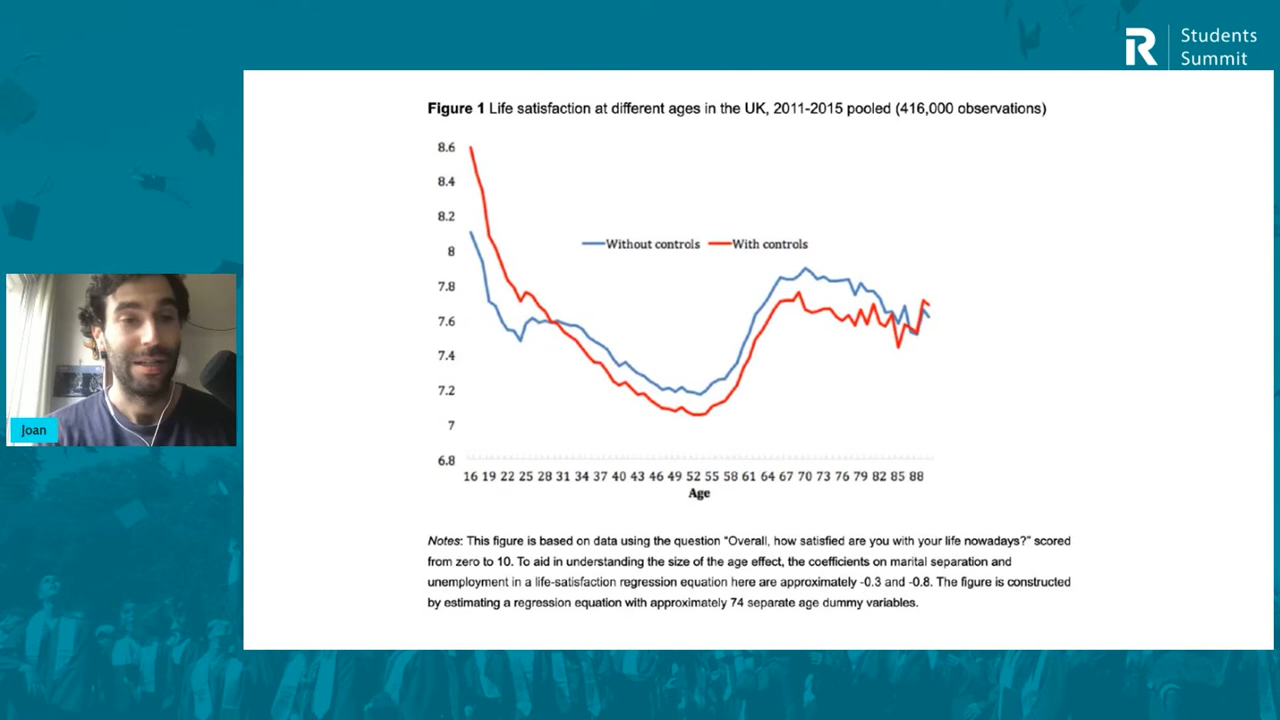 R Students
Summit
Figure 1 Life satisfaction at different ages in the UK, 2011-2015 pooled (416,000 observations)
8.6
8.4
8.2
8
7.8
7.6
7.4
7.2
7
6.8
Without controls With controls
16 19 22 25 28 31 34 37 40 43 46 49 52 55 58 61 64 67 70 73 76 79 82 85 88
Age
Notes: This figure is based on data using the question "Overall, how satisfied are you with your life nowadays?" scored
from zero to 10. To aid in understanding the size of the age effect, the coefficients on marital separation and
unemployment in a life-satisfaction regression equation here are approximately -0.3 and -0.8. The figure is constructed
by estimating a regression equation with approximately 74 separate age dummy variables.
Joan